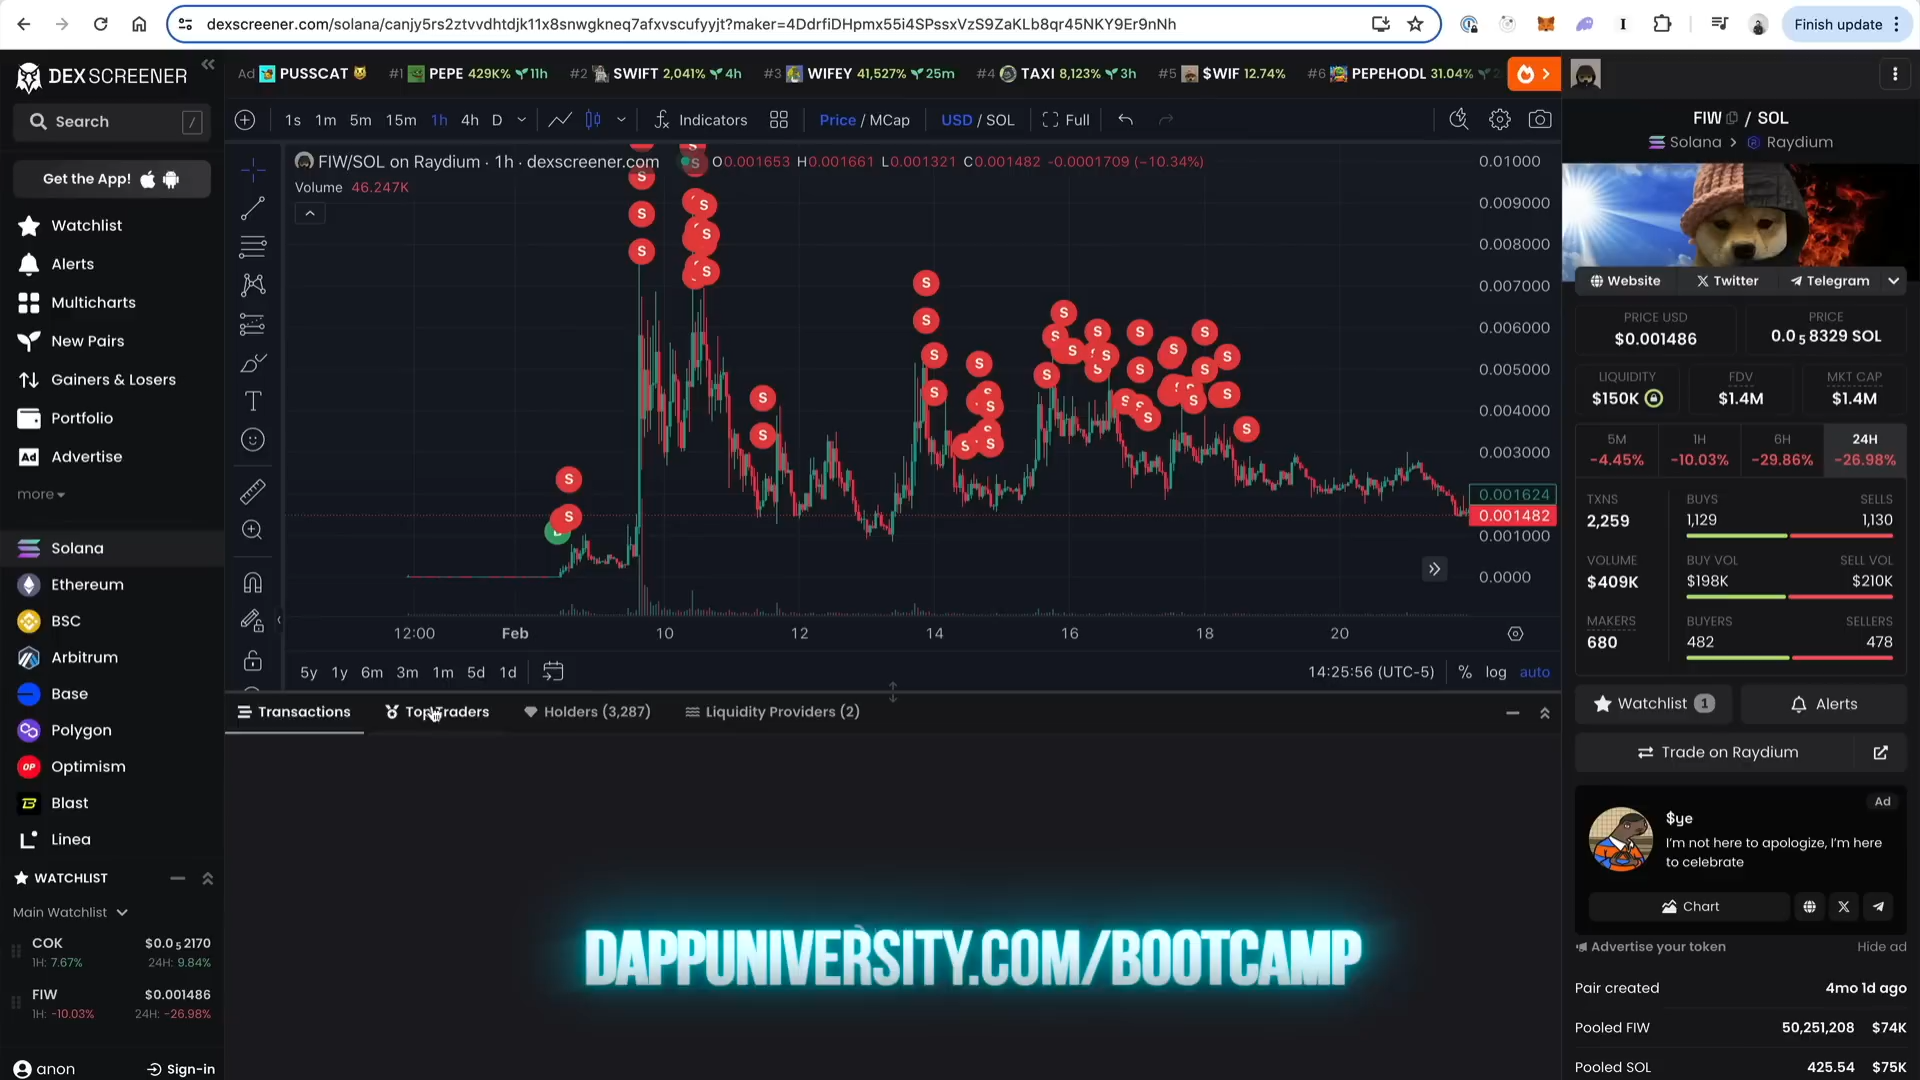 dexscreener.com/solana/canjy5rs2ztvvdhtdjk11x8snwgkneq7afxvscufyyjt?maker=4DdrfiDHpmx55i4SPssxVzS9ZaKLb8qr45NKY9Er9nNh
Finish update
DEX SCREENER
Ad PUSSCAT #1 PEPE 429K% 11h #2 SWIFT 2,041% 4h #3 WIFEY 41,527% 25m #4 TAXI 8,123% 3h #5 $WIF 12.74% #6 PEPEHODL 31.04%
Search /
Get the App!
Watchlist
Alerts
Multicharts
New Pairs
Gainers & Losers
Portfolio
Ad Advertise
more
Solana
Ethereum
BSC
Arbitrum
Base
Polygon
OP Optimism
Blast
Linea
WATCHLIST
Main Watchlist
COK $0.0₅2170
1H: 7.67% 24H: 9.84%
FIW $0.001486
1H: -10.03% 24H: -26.98%
anon Sign-in
1s 1m 5m 15m 1h 4h D Indicators Price / MCap USD / SOL Full
FIW/SOL on Raydium · 1h · dexscreener.com O0.001653 H0.001661 L0.001321 C0.001482 -0.0001709 (−10.34%)
Volume 46.247K
0.01000
0.009000
0.008000
0.007000
0.006000
0.005000
0.004000
0.003000
0.001624
0.001482
0.001000
0.0000
12:00 Feb 10 12 14 16 18 20
5y 1y 6m 3m 1m 5d 1d 14:25:56 (UTC-5) % log auto
Transactions Top Traders Holders (3,287) Liquidity Providers (2)
DAPPUNIVERSITY.COM/BOOTCAMP
FIW / SOL
Solana > Raydium
Website Twitter Telegram
PRICE USD PRICE
$0.001486 0.0₅8329 SOL
LIQUIDITY FDV MKT CAP
$150K $1.4M $1.4M
5M 1H 6H 24H
-4.45% -10.03% -29.86% -26.98%
TXNS BUYS SELLS
2,259 1,129 1,130
VOLUME BUY VOL SELL VOL
$409K $198K $210K
MAKERS BUYERS SELLERS
680 482 478
Watchlist 1 Alerts
Trade on Raydium
Ad
$ye
I'm not here to apologize, I'm here
to celebrate
Chart
Advertise your token Hide ad
Pair created 4mo 1d ago
Pooled FIW 50,251,208 $74K
Pooled SOL 425.54 $75K